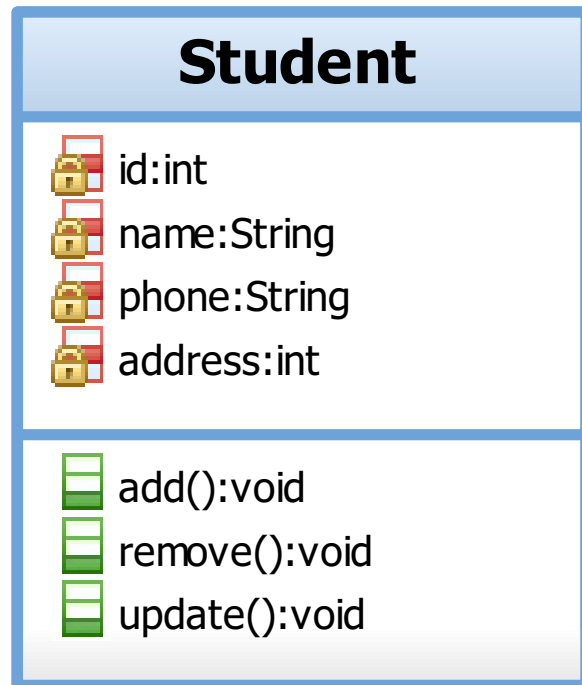 Student
id:int
name:String
phone:String
address:int
add():void
remove():void
update():void